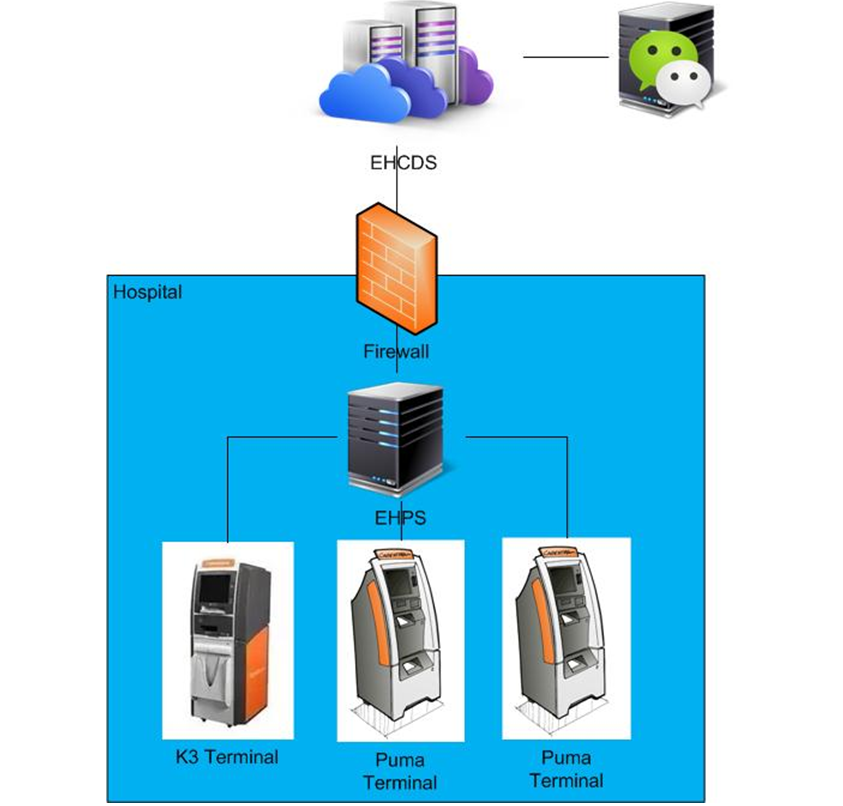 EHCDS
Hospital
Firewall
EHPS
K3 Terminal
Puma
Terminal
Puma
Terminal